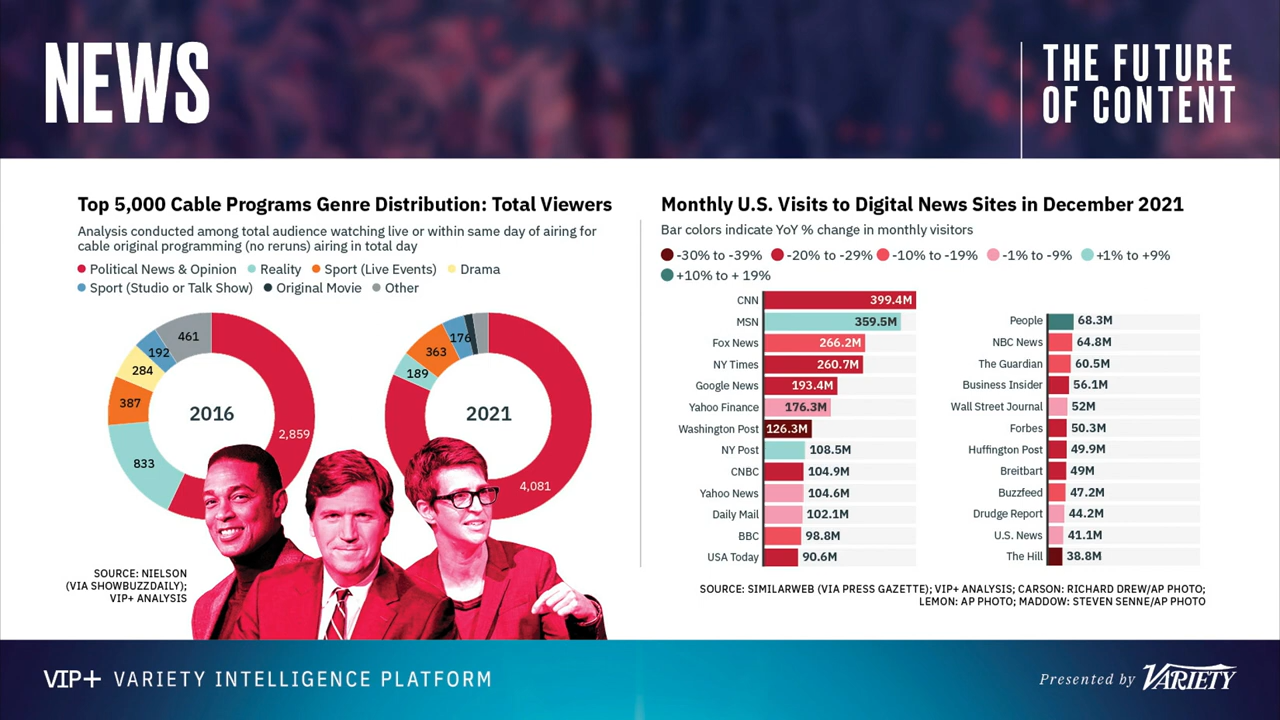 NEWS
THE FUTURE
OF CONTENT
Top 5,000 Cable Programs Genre Distribution: Total Viewers
Analysis conducted among total audience watching live or within same day of airing for
cable original programming (no reruns) airing in total day
Political News & Opinion
Reality
Sport (Live Events)
Drama
Sport (Studio or Talk Show)
Original Movie
Other
2016
461
192
284
387
833
2,859
2021
176
363
189
4,081
SOURCE: NIELSON
(VIA SHOWBUZZDAILY);
VIP+ ANALYSIS
Monthly U.S. Visits to Digital News Sites in December 2021
Bar colors indicate YoY % change in monthly visitors
-30% to -39%
-20% to -29%
-10% to -19%
-1% to -9%
+1% to +9%
+10% to + 19%
CNN 399.4M
MSN 359.5M
Fox News 266.2M
NY Times 260.7M
Google News 193.4M
Yahoo Finance 176.3M
Washington Post 126.3M
NY Post 108.5M
CNBC 104.9M
Yahoo News 104.6M
Daily Mail 102.1M
BBC 98.8M
USA Today 90.6M
People 68.3M
NBC News 64.8M
The Guardian 60.5M
Business Insider 56.1M
Wall Street Journal 52M
Forbes 50.3M
Huffington Post 49.9M
Breitbart 49M
Buzzfeed 47.2M
Drudge Report 44.2M
U.S. News 41.1M
The Hill 38.8M
SOURCE: SIMILARWEB (VIA PRESS GAZETTE); VIP+ ANALYSIS; CARSON: RICHARD DREW/AP PHOTO;
LEMON: AP PHOTO; MADDOW: STEVEN SENNE/AP PHOTO
VIP+ VARIETY INTELLIGENCE PLATFORM
Presented by VARIETY